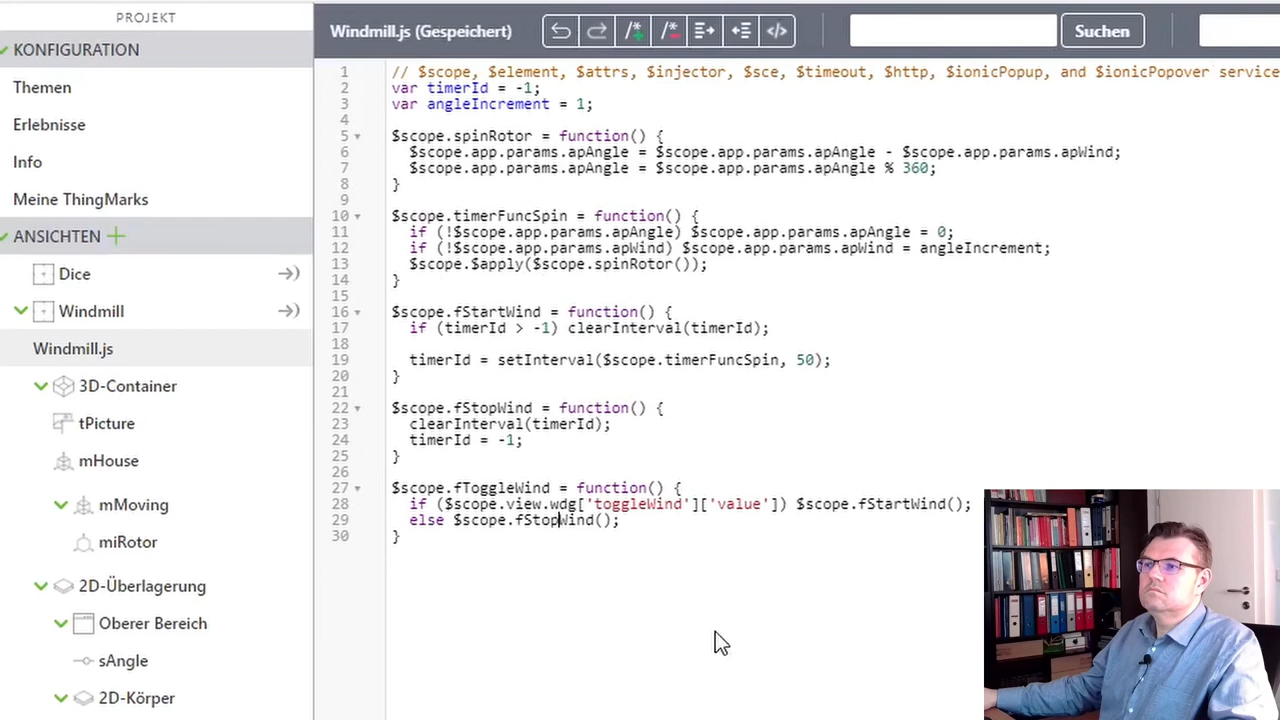 PROJEKT
KONFIGURATION
Themen
Erlebnisse
Info
Meine ThingMarks
ANSICHTEN
Dice
Windmill
Windmill.js
3D-Container
tPicture
mHouse
mMoving
miRotor
2D-Überlagerung
Oberer Bereich
sAngle
2D-Körper
Windmill.js (Gespeichert)
Suchen
1 // $scope, $element, $attrs, $injector, $sce, $timeout, $http, $ionicPopup, and $ionicPopover service
2 var timerId = -1;
3 var angleIncrement = 1;
4
5 $scope.spinRotor = function() {
6 $scope.app.params.apAngle = $scope.app.params.apAngle - $scope.app.params.apWind;
7 $scope.app.params.apAngle = $scope.app.params.apAngle % 360;
8 }
9
10 $scope.timerFuncSpin = function() {
11 if (!$scope.app.params.apAngle) $scope.app.params.apAngle = 0;
12 if (!$scope.app.params.apWind) $scope.app.params.apWind = angleIncrement;
13 $scope.$apply($scope.spinRotor());
14 }
15
16 $scope.fStartWind = function() {
17 if (timerId > -1) clearInterval(timerId);
18
19 timerId = setInterval($scope.timerFuncSpin, 50);
20 }
21
22 $scope.fStopWind = function() {
23 clearInterval(timerId);
24 timerId = -1;
25 }
26
27 $scope.fToggleWind = function() {
28 if ($scope.view.wdg['toggleWind']['value']) $scope.fStartWind();
29 else $scope.fStopWind();
30 }